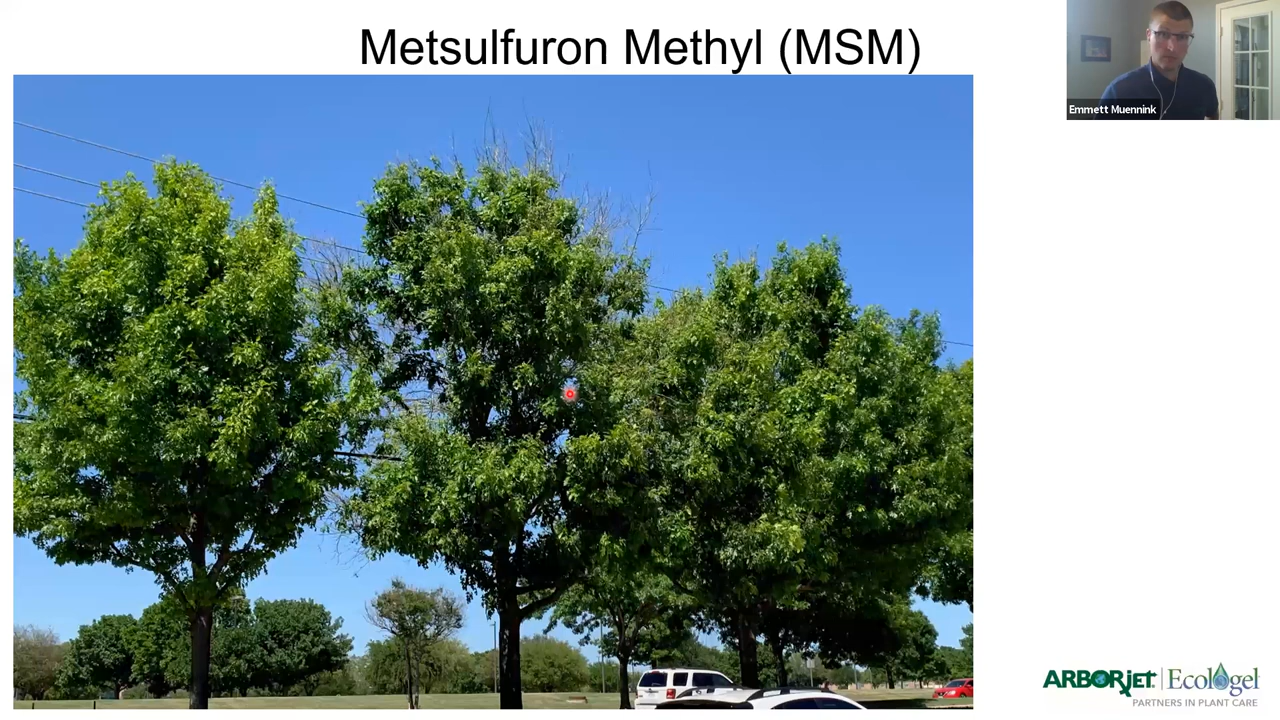 Metsulfuron Methyl (MSM)
Emmett Muennink
ARBORjET | Ecologel
PARTNERS IN PLANT CARE